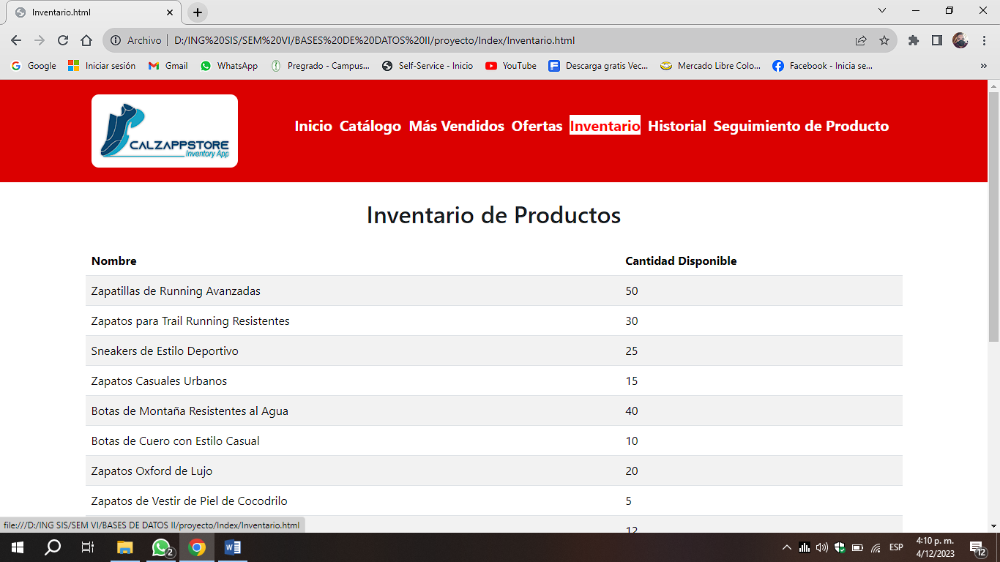 Inventario.html
Archivo D:/ING%20SIS/SEM%20VI/BASES%20DE%20DATOS%20II/proyecto/Index/Inventario.html
Google Iniciar sesión Gmail WhatsApp Pregrado - Campus... Self-Service - Inicio YouTube Descarga gratis Vec... Mercado Libre Colo... Facebook - Inicia se... »
CALZAPPSTORE
Inventory App
Inicio Catálogo Más Vendidos Ofertas Inventario Historial Seguimiento de Producto
Inventario de Productos
Nombre Cantidad Disponible
Zapatillas de Running Avanzadas 50
Zapatos para Trail Running Resistentes 30
Sneakers de Estilo Deportivo 25
Zapatos Casuales Urbanos 15
Botas de Montaña Resistentes al Agua 40
Botas de Cuero con Estilo Casual 10
Zapatos Oxford de Lujo 20
Zapatos de Vestir de Piel de Cocodrilo 5
12
file:///D:/ING SIS/SEM VI/BASES DE DATOS II/proyecto/Index/Inventario.html
2
ESP
4:10 p. m.
4/12/2023
12